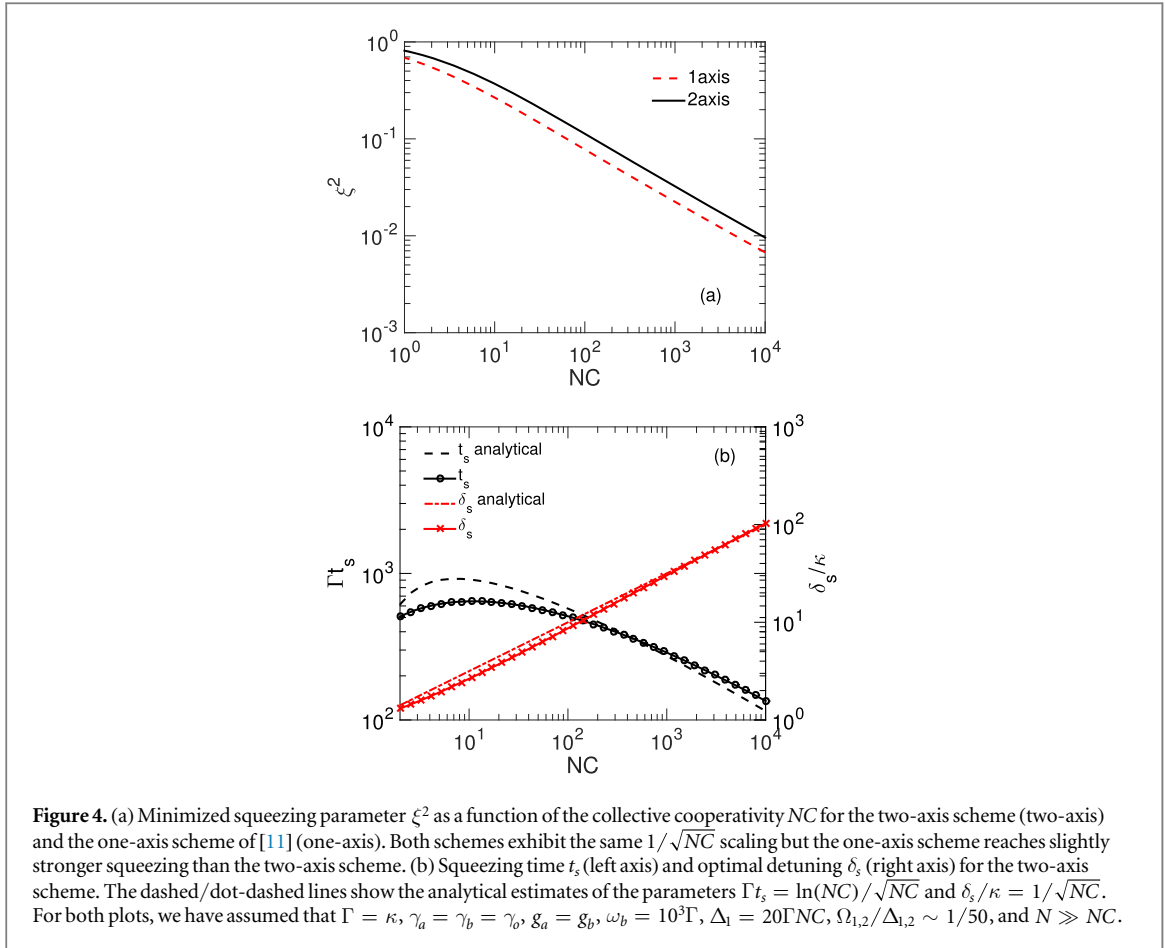 10^0
1axis
2axis
10^-1
ξ^2
10^-2
(a)
10^-3
10^0 10^1 10^2 10^3 10^4
NC
10^4 10^3
t_s analytical (b)
t_s
δ_s analytical
δ_s 10^2
Γt_s 10^3 δ_s/κ
10^1
10^2 10^0
10^1 10^2 10^3 10^4
NC
Figure 4. (a) Minimized squeezing parameter ξ^2 as a function of the collective cooperativity NC for the two-axis scheme (two-axis)
and the one-axis scheme of [11] (one-axis). Both schemes exhibit the same 1/√NC scaling but the one-axis scheme reaches slightly
stronger squeezing than the two-axis scheme. (b) Squeezing time t_s (left axis) and optimal detuning δ_s (right axis) for the two-axis
scheme. The dashed/dot-dashed lines show the analytical estimates of the parameters Γt_s = ln(NC)/√NC and δ_s/κ = 1/√NC.
For both plots, we have assumed that Γ = κ, γ_a = γ_b = γ_o, g_a = g_b, ω_b = 10^3Γ, Δ_1 = 20ΓNC, Ω_1,2/Δ_1,2 ∼ 1/50, and N ≫ NC.